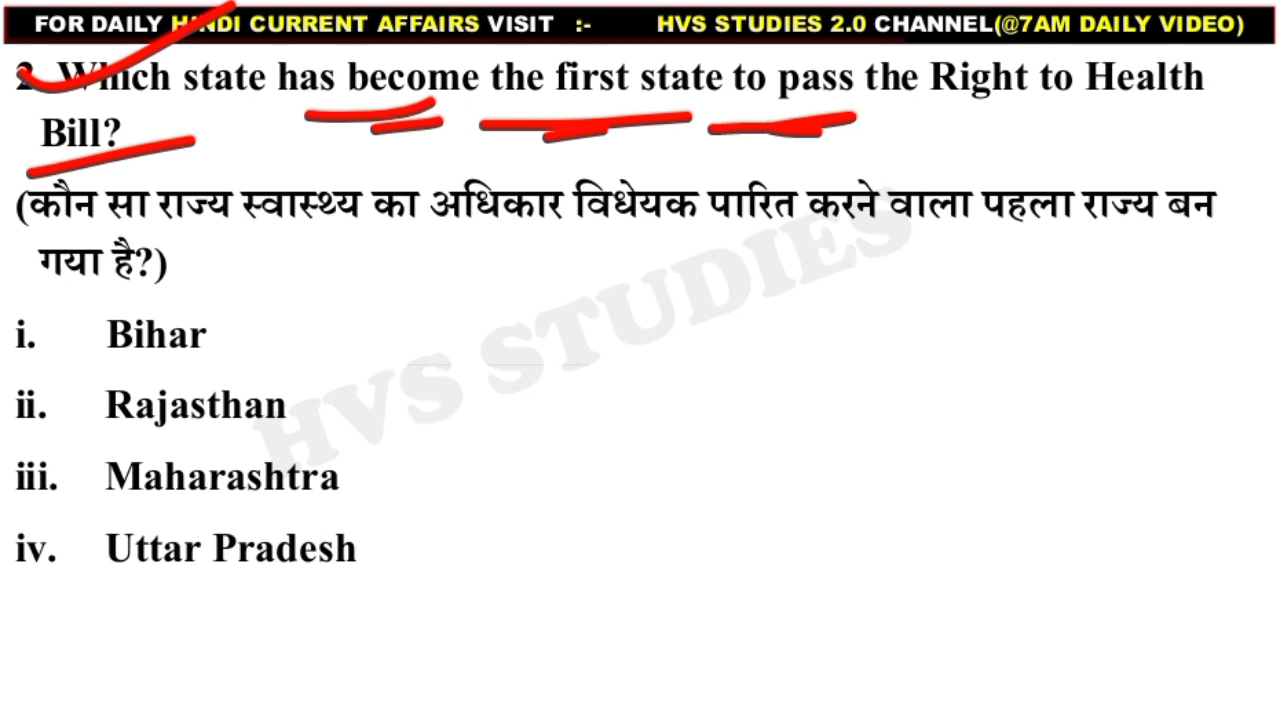 FOR DAILY HINDI CURRENT AFFAIRS VISIT :- HVS STUDIES 2.0 CHANNEL(@7AM DAILY VIDEO)
2. Which state has become the first state to pass the Right to Health
Bill?
(कौन सा राज्य स्वास्थ्य का अधिकार विधेयक पारित करने वाला पहला राज्य बन
गया है?)
i. Bihar
ii. Rajasthan
iii. Maharashtra
iv. Uttar Pradesh
HVS STUDIES